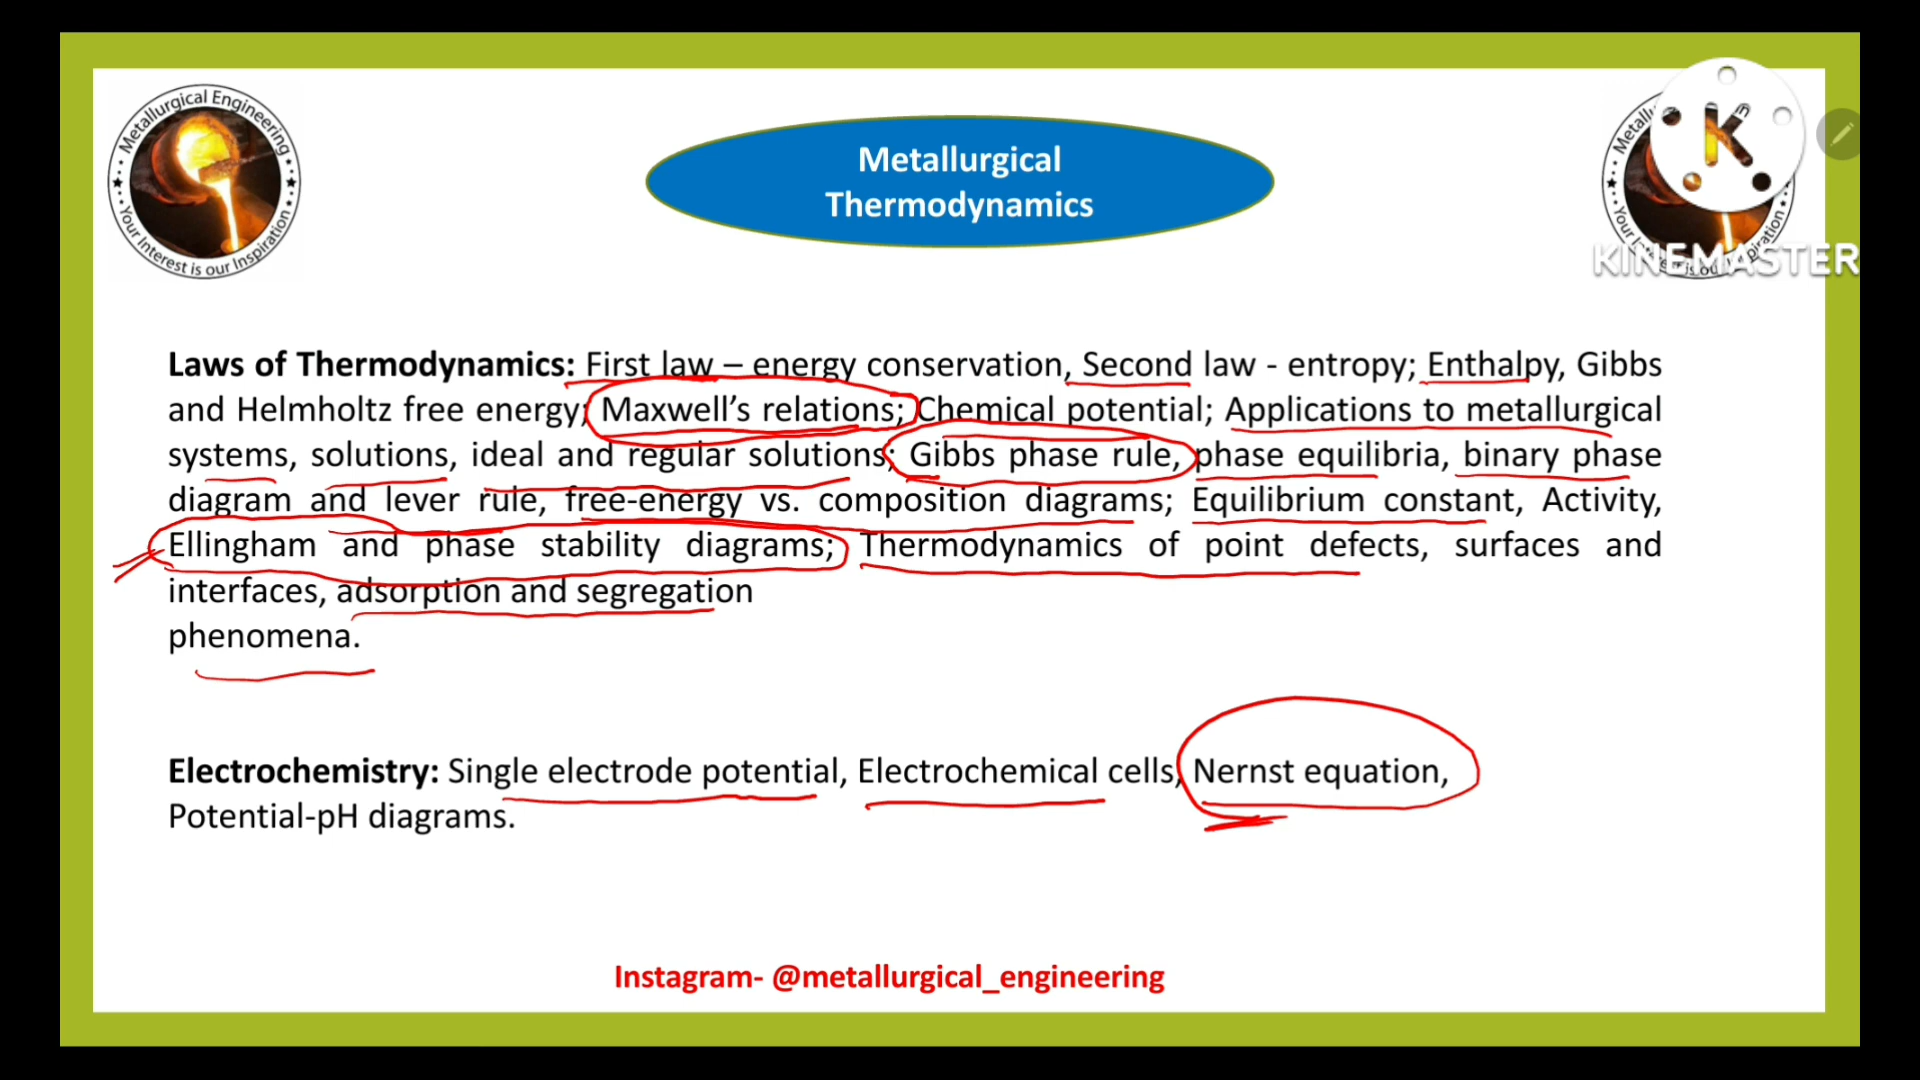 Metallurgical Engineering
Your Interest is our Inspiration
Metallurgical
Thermodynamics
K
KINEMASTER
Laws of Thermodynamics: First law – energy conservation, Second law - entropy; Enthalpy, Gibbs
and Helmholtz free energy; Maxwell’s relations; Chemical potential; Applications to metallurgical
systems, solutions, ideal and regular solutions; Gibbs phase rule, phase equilibria, binary phase
diagram and lever rule, free-energy vs. composition diagrams; Equilibrium constant, Activity,
Ellingham and phase stability diagrams; Thermodynamics of point defects, surfaces and
interfaces, adsorption and segregation
phenomena.
Electrochemistry: Single electrode potential, Electrochemical cells, Nernst equation,
Potential-pH diagrams.
Instagram- @metallurgical_engineering